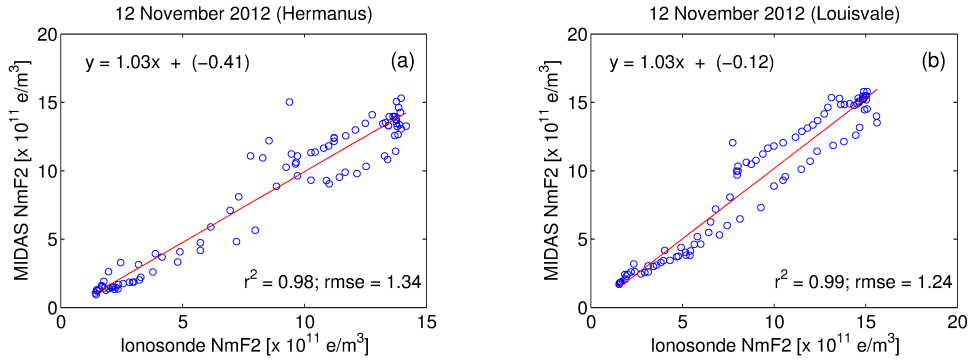 12 November 2012 (Hermanus)
20
15
10
5
0
MIDAS NmF2 [x 10^11 e/m^3]
y = 1.03x + (−0.41)
(a)
r^2 = 0.98; rmse = 1.34
0 5 10 15
Ionosonde NmF2 [x 10^11 e/m^3]
12 November 2012 (Louisvale)
20
15
10
5
0
MIDAS NmF2 [x 10^11 e/m^3]
y = 1.03x + (−0.12)
(b)
r^2 = 0.99; rmse = 1.24
0 5 10 15 20
Ionosonde NmF2 [x 10^11 e/m^3]